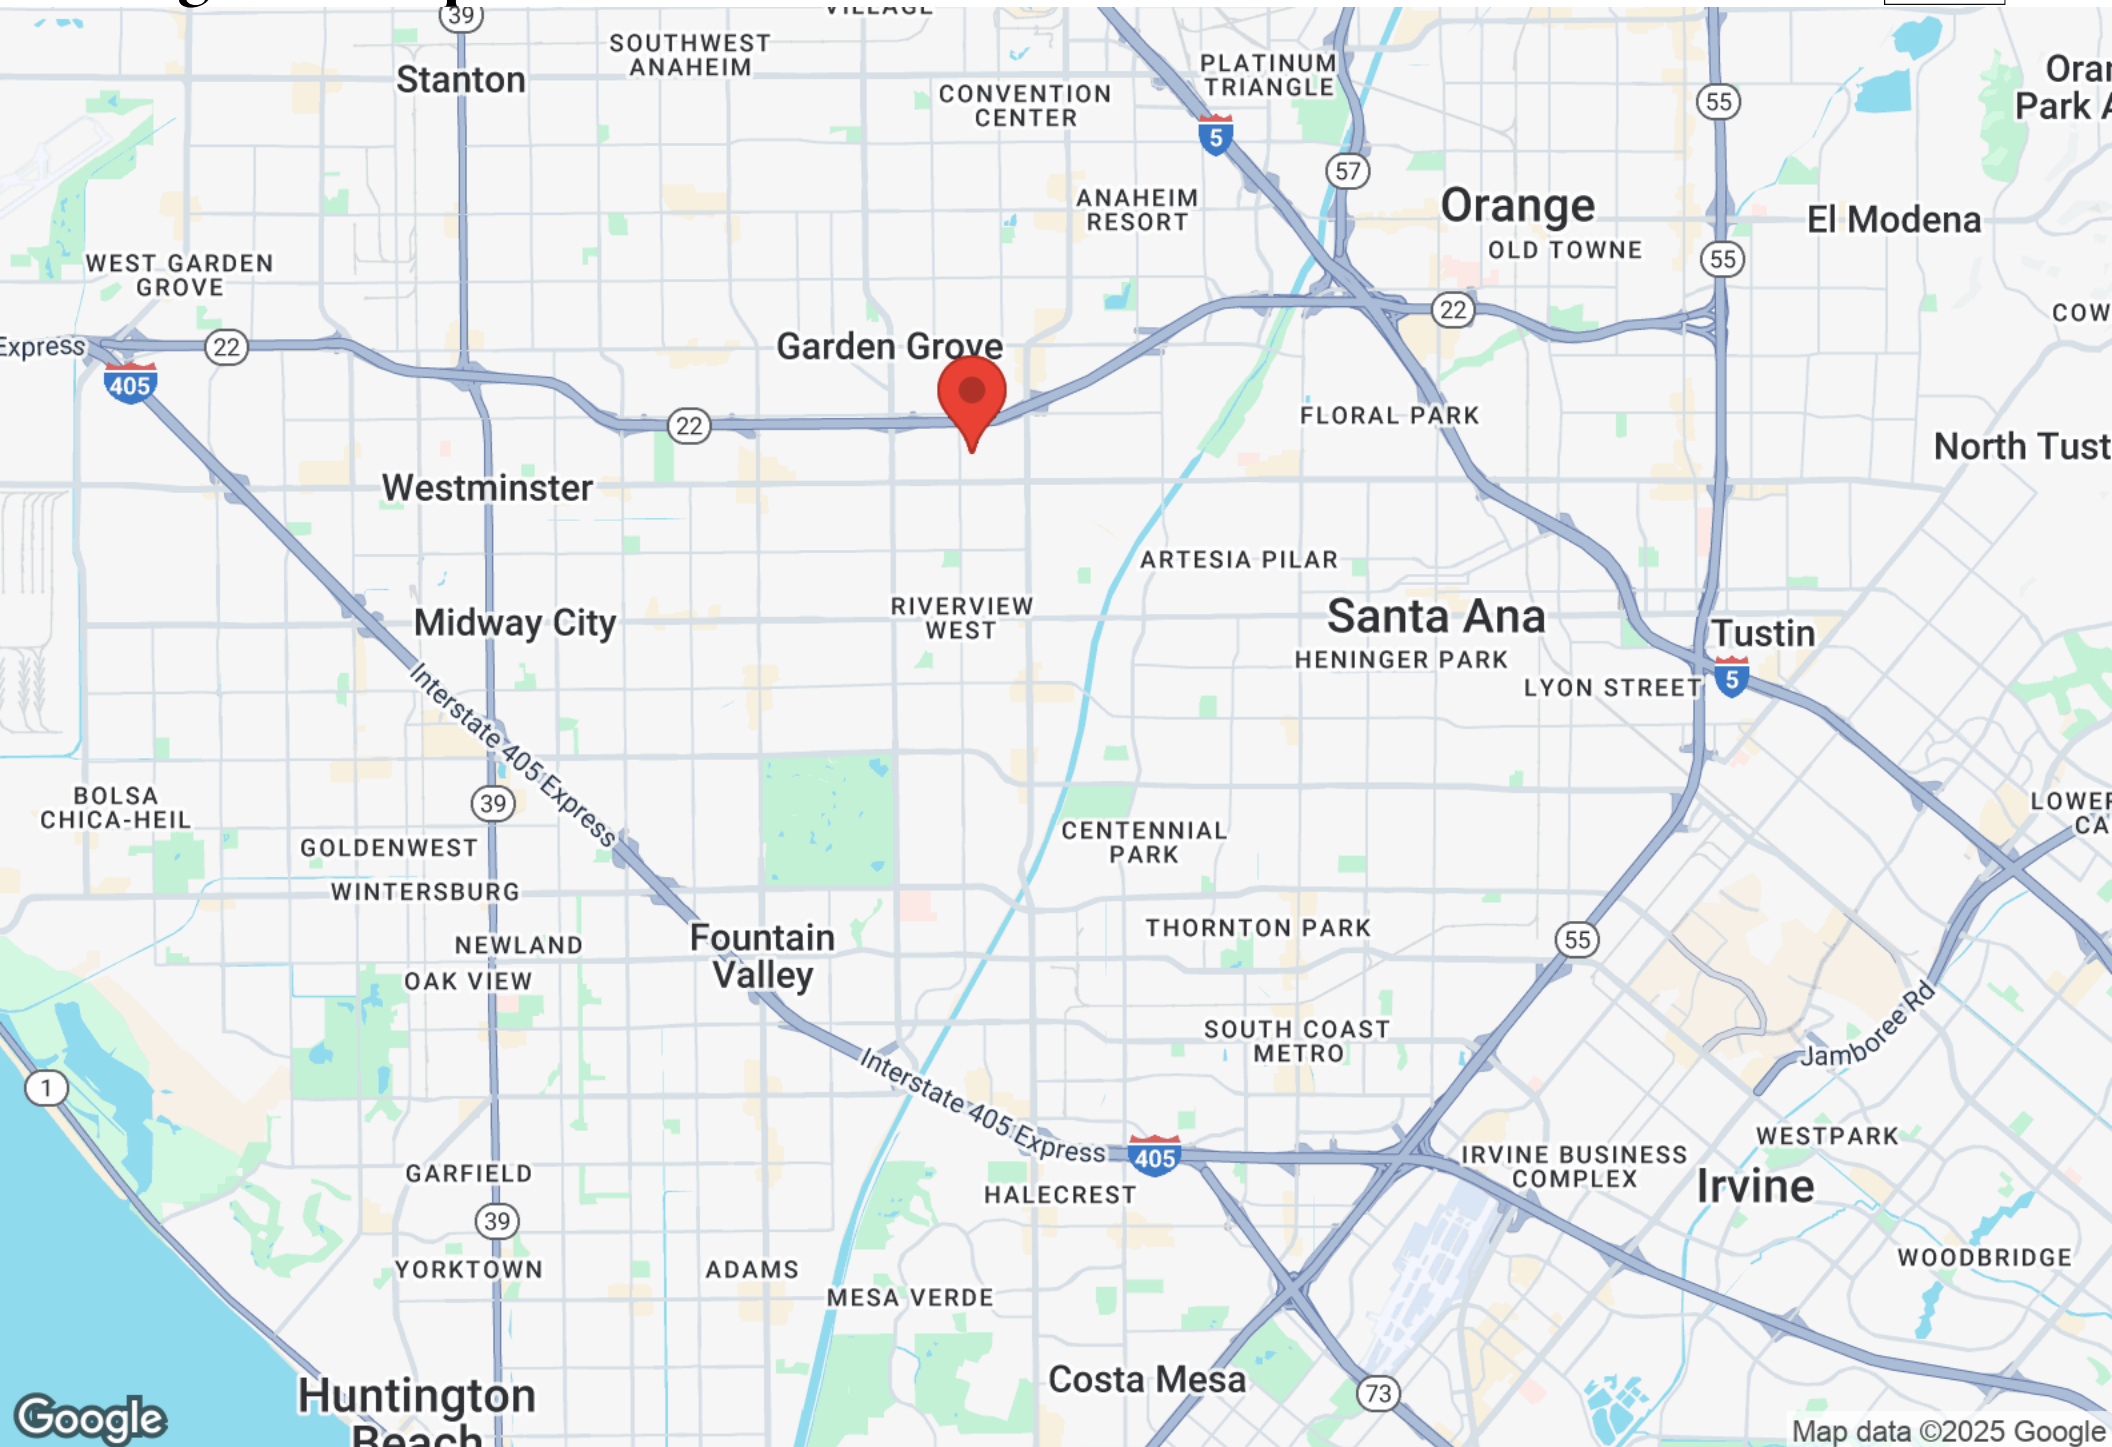 39
VILLAGE
Stanton
SOUTHWEST
ANAHEIM
CONVENTION
CENTER
PLATINUM
TRIANGLE
5
57
55
Park
ANAHEIM
RESORT
Orange
OLD TOWNE
El Modena
55
WEST GARDEN
GROVE
22
COW
Express
22
405
Garden Grove
22
FLORAL PARK
North Tust
Westminster
ARTESIA PILAR
Midway City
RIVERVIEW
WEST
Santa Ana
HENINGER PARK
Tustin
LYON STREET
5
Interstate 405 Express
BOLSA
CHICA-HEIL
39
GOLDENWEST
WINTERSBURG
CENTENNIAL
PARK
LOWER
CA
NEWLAND
OAK VIEW
Fountain
Valley
THORNTON PARK
55
Jamboree Rd
SOUTH COAST
METRO
1
Interstate 405 Express
405
WESTPARK
IRVINE BUSINESS
COMPLEX
Irvine
GARFIELD
HALECREST
39
YORKTOWN
ADAMS
MESA VERDE
WOODBRIDGE
Costa Mesa
73
Huntington
Beach
Google
Map data ©2025 Google